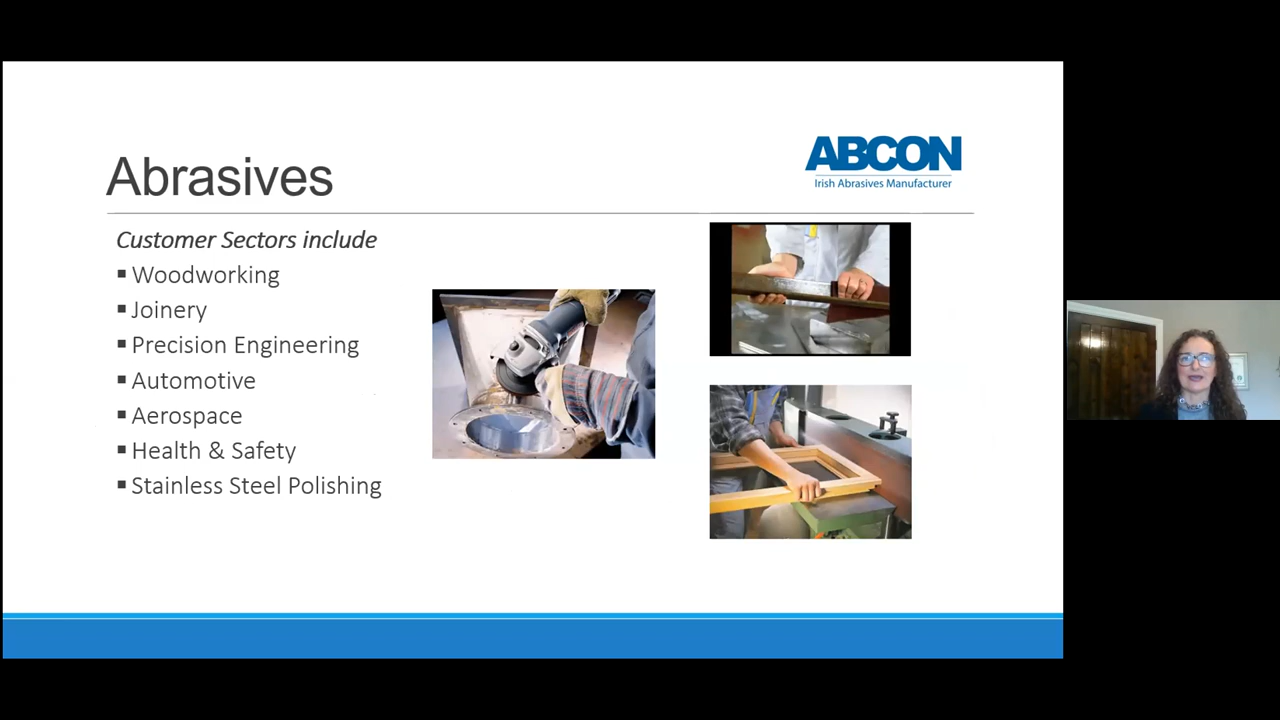 ABCON
Irish Abrasives Manufacturer
Abrasives
Customer Sectors include
▪ Woodworking
▪ Joinery
▪ Precision Engineering
▪ Automotive
▪ Aerospace
▪ Health & Safety
▪ Stainless Steel Polishing